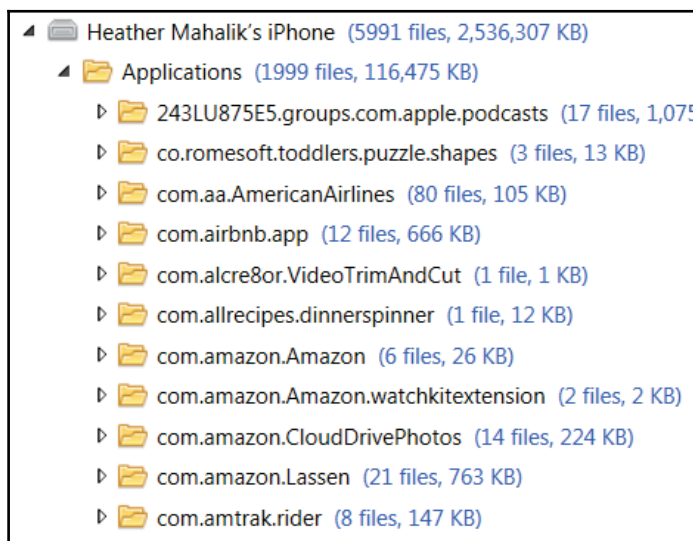 Heather Mahalik's iPhone (5991 files, 2,536,307 KB)
Applications (1999 files, 116,475 KB)
243LU875E5.groups.com.apple.podcasts (17 files, 1,075
co.romesoft.toddlers.puzzle.shapes (3 files, 13 KB)
com.aa.AmericanAirlines (80 files, 105 KB)
com.airbnb.app (12 files, 666 KB)
com.alcre8or.VideoTrimAndCut (1 file, 1 KB)
com.allrecipes.dinnerspinner (1 file, 12 KB)
com.amazon.Amazon (6 files, 26 KB)
com.amazon.Amazon.watchkitextension (2 files, 2 KB)
com.amazon.CloudDrivePhotos (14 files, 224 KB)
com.amazon.Lassen (21 files, 763 KB)
com.amtrak.rider (8 files, 147 KB)